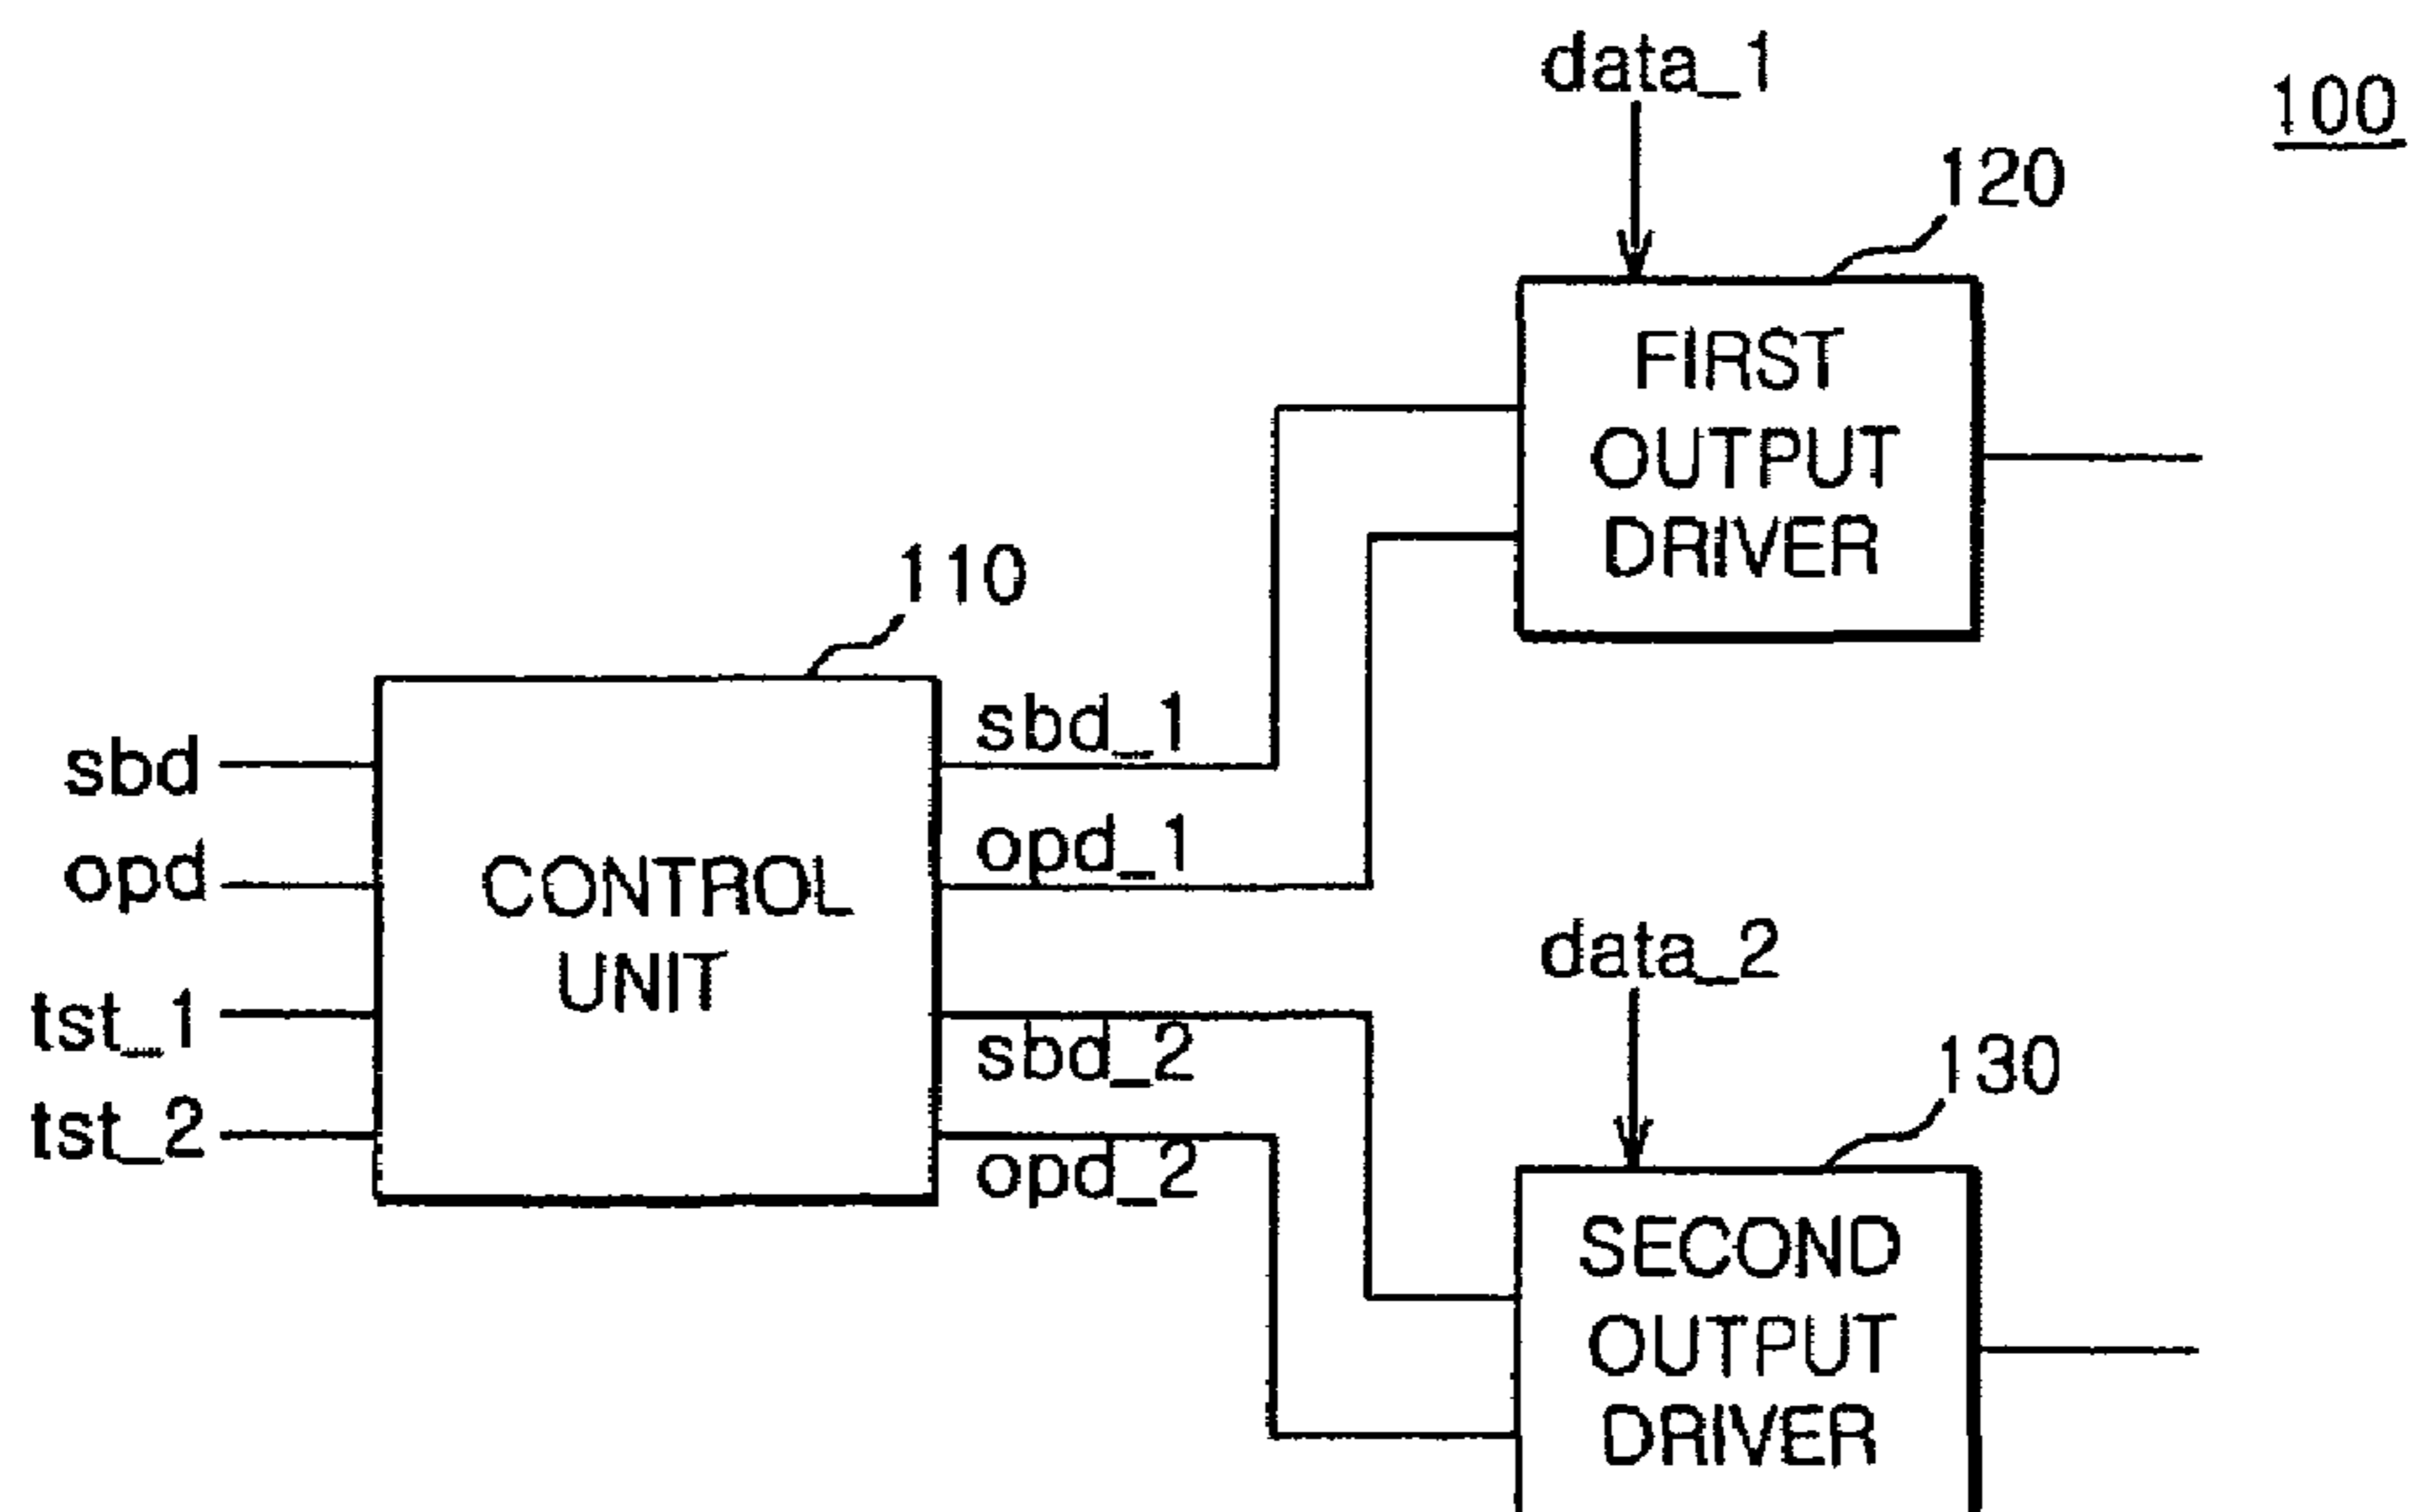 data_1
100
120
FIRST
OUTPUT
DRIVER
110
sbd_1
sbd
opd_1
opd
CONTROL
UNIT
data_2
tst_1
sbd_2
130
tst_2
opd_2
SECOND
OUTPUT
DRIVER